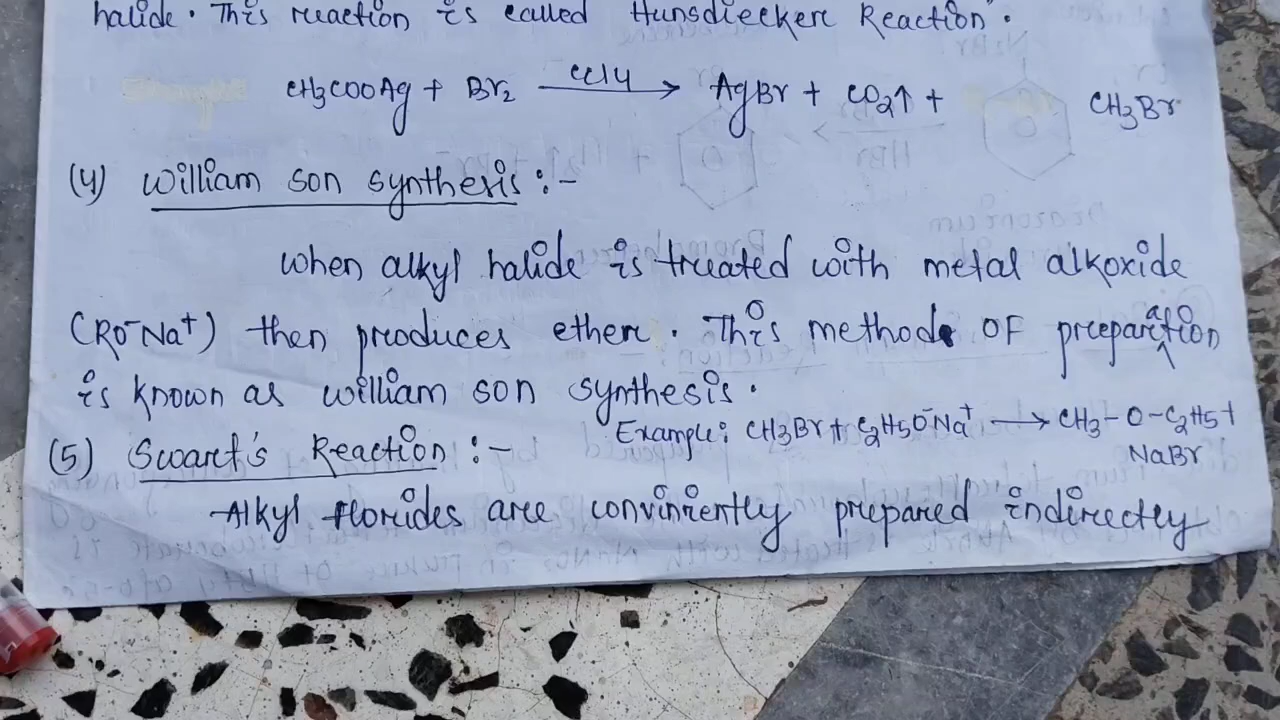 halide. This reaction is called Hunsdiecker Reaction.
CH3COOAg + Br2 —CCl4→ AgBr + CO2↑ + CH3Br
(4) William son synthesis :-
When alkyl halide is treated with metal alkoxide
(RO⁻Na⁺) then produces ether. This method of preparation
is known as william son synthesis.
Example: CH3Br + C2H5O⁻Na⁺ → CH3-O-C2H5 +
NaBr
(5) Swart's Reaction :-
Alkyl florides are conviniently prepared indirectly